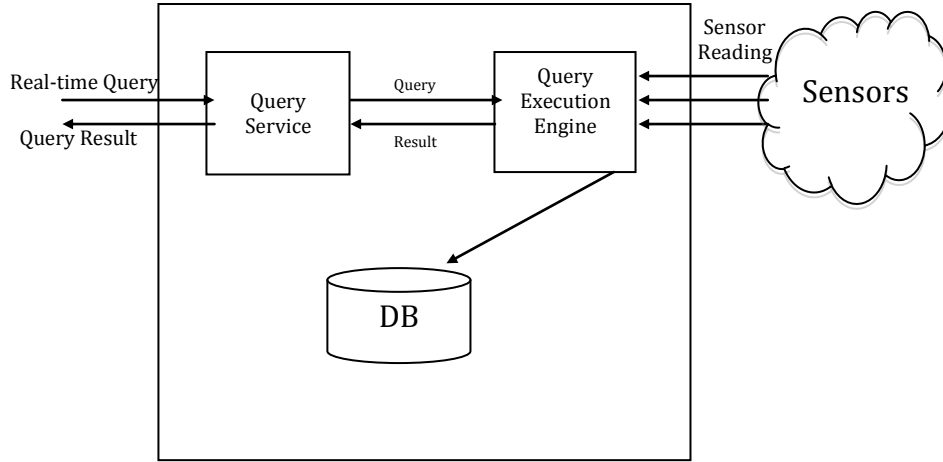 Real-time Query
Query Result
Query
Service
Query
Result
Query
Execution
Engine
Sensor
Reading
Sensors
DB